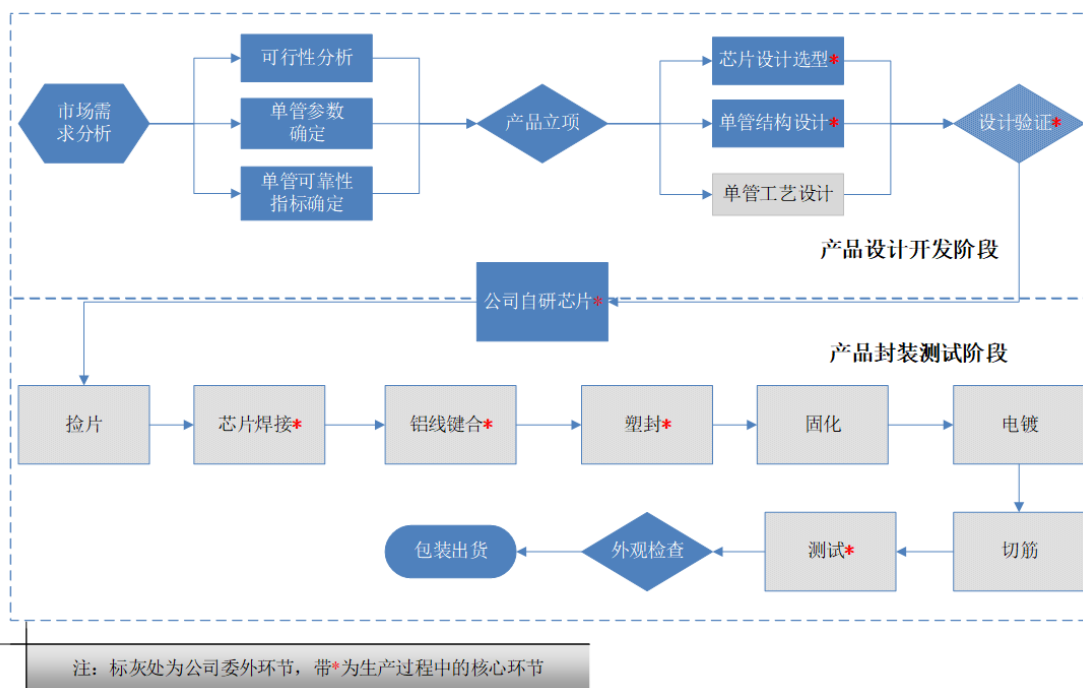 市场需
求分析
可行性分析
单管参数
确定
单管可靠性
指标确定
产品立项
芯片设计选型*
单管结构设计*
单管工艺设计
设计验证*
产品设计开发阶段
公司自研芯片*
产品封装测试阶段
捡片
芯片焊接*
铝线键合*
塑封*
固化
电镀
切筋
测试*
外观检查
包装出货
注：标灰处为公司委外环节，带*为生产过程中的核心环节